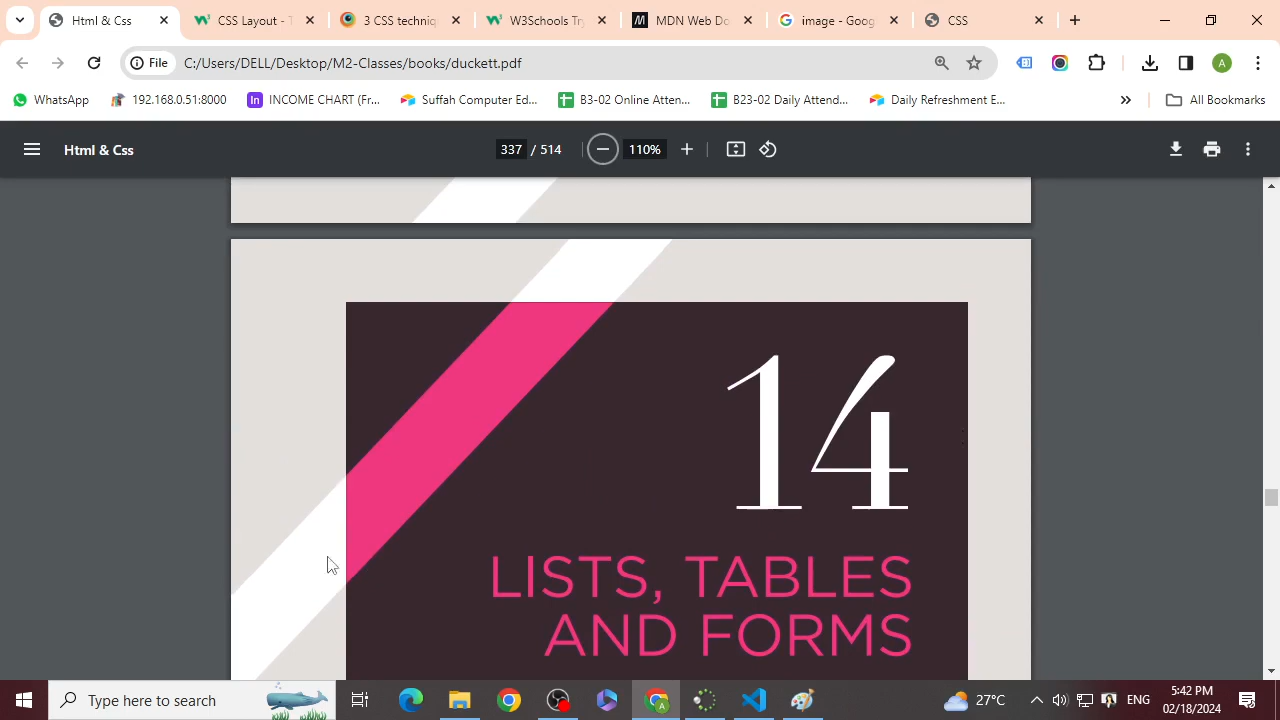 Html & Css
CSS Layout - T
3 CSS techniq
W3Schools Try
MDN Web Do
image - Goog
CSS
File
C:/Users/DELL/Desktop/M2-Classes/books/duckett.pdf
A
WhatsApp
192.168.0.51:8000
In
INCOME CHART (Fr...
Suffah Computer Ed...
B3-02 Online Atten...
B23-02 Daily Attend...
Daily Refreshment E...
»
All Bookmarks
Html & Css
337 / 514
110%
14
LISTS, TABLES
AND FORMS
Type here to search
27°C
ENG
5:42 PM
02/18/2024